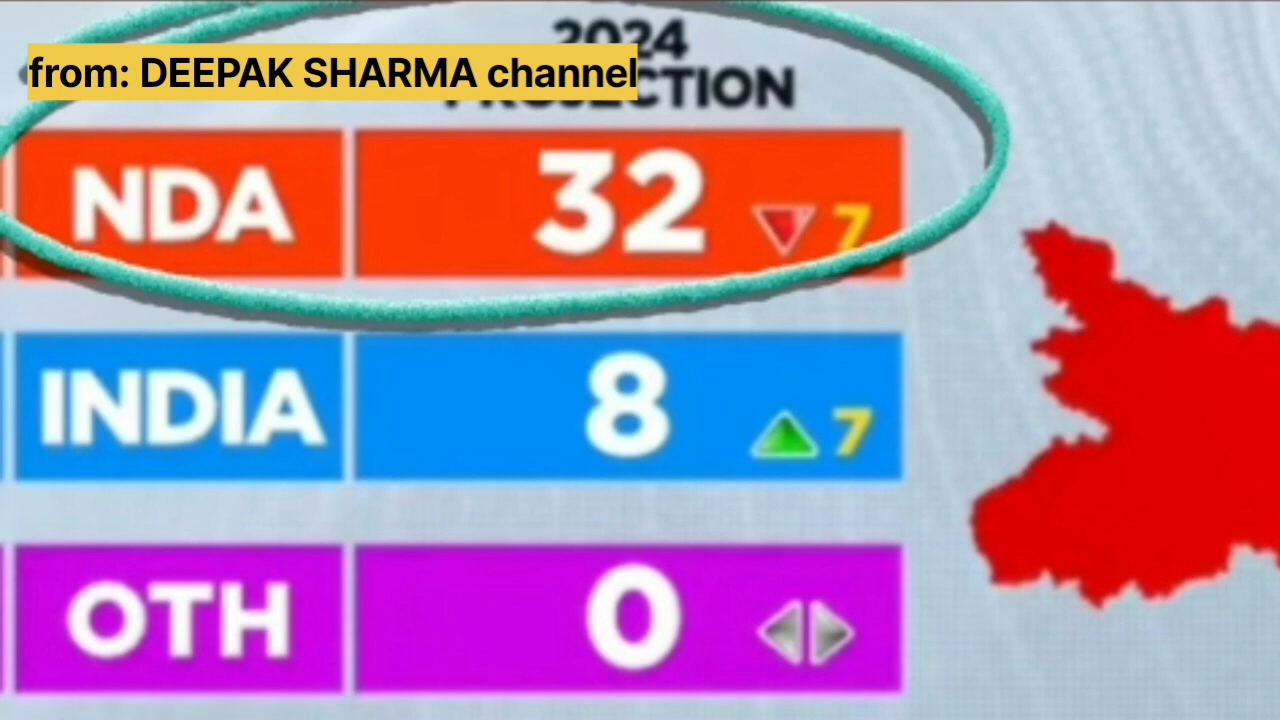 2024
from: DEEPAK SHARMA channel
PROJECTION
NDA 32 7
INDIA 8 7
OTH 0